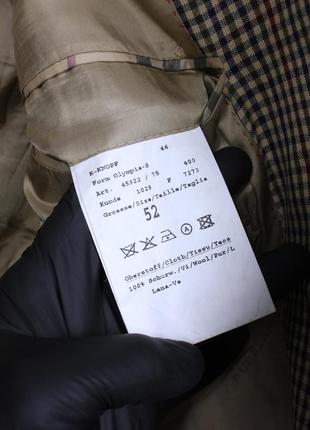 K-KNOPF 46
Form Olympia-S 400
Art. 45922 / 75 7273
Kunde 1029 F
Groesse/Size/Taille/Taglia
52
A
Oberstoff/Cloth/Tissu/Tess
100% Schurw./Vi/Wool/Pur/L
Lana-Ve